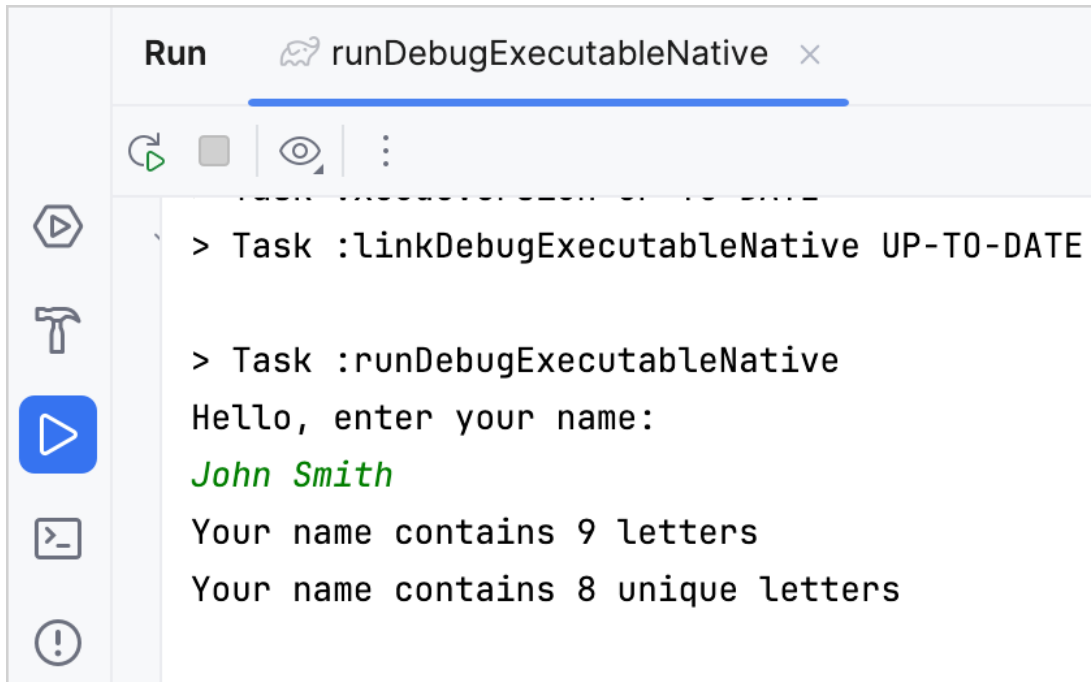 Run runDebugExecutableNative
> Task :linkDebugExecutableNative UP-TO-DATE
> Task :runDebugExecutableNative
Hello, enter your name:
John Smith
Your name contains 9 letters
Your name contains 8 unique letters